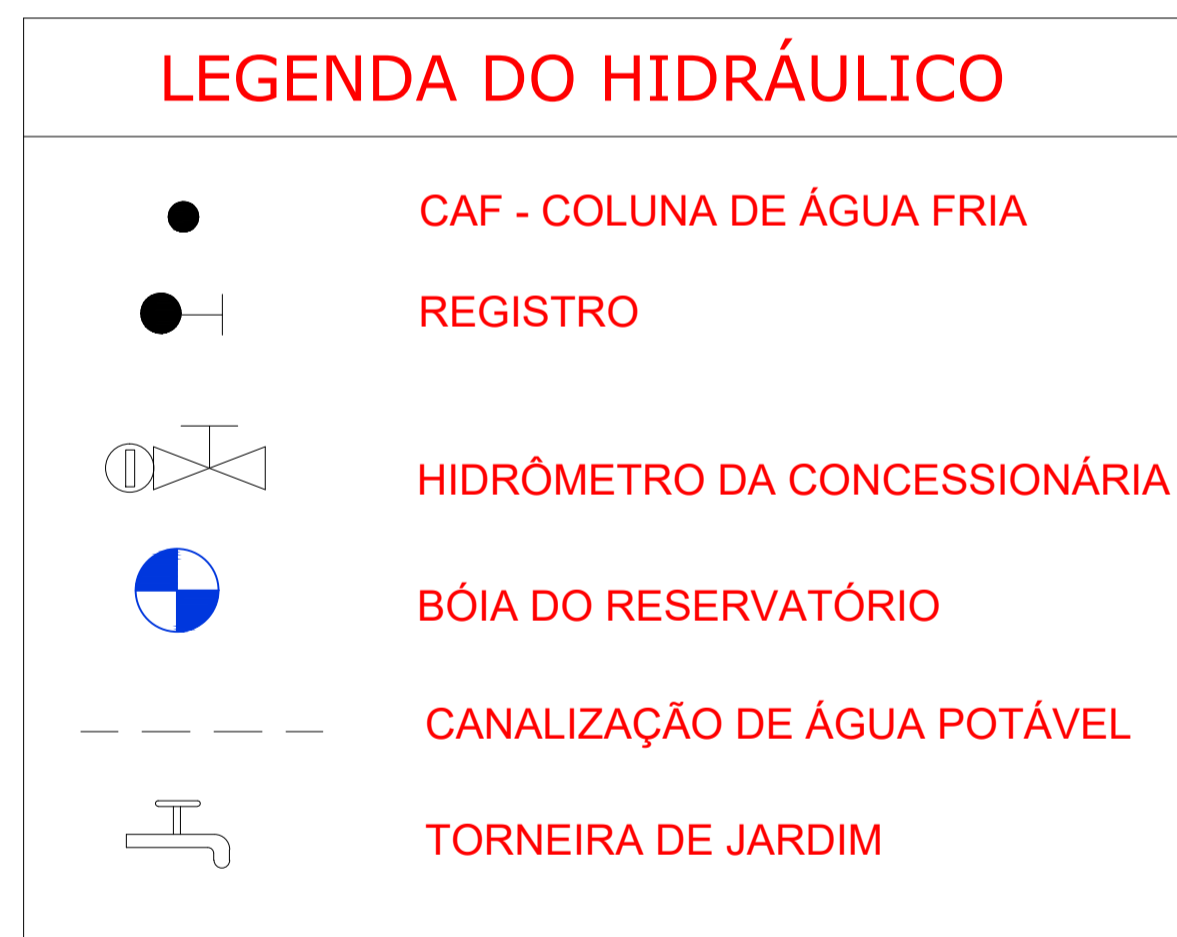 LEGENDA DO HIDRÁULICO
CAF - COLUNA DE ÁGUA FRIA
REGISTRO
HIDRÔMETRO DA CONCESSIONÁRIA
BÓIA DO RESERVATÓRIO
CANALIZAÇÃO DE ÁGUA POTÁVEL
TORNEIRA DE JARDIM